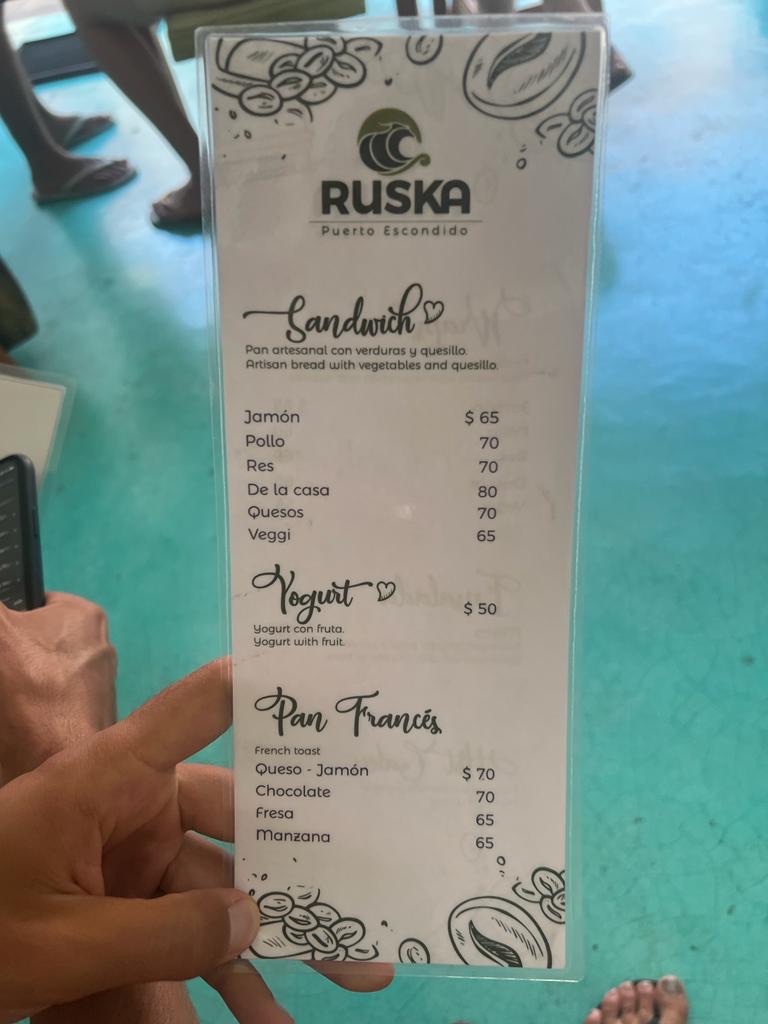 RUSKA
Puerto Escondido
Sandwich
Pan artesanal con verduras y quesillo.
Artisan bread with vegetables and quesillo.
Jamón $ 65
Pollo 70
Res 70
De la casa 80
Quesos 70
Veggi 65
Yogurt $ 50
Yogurt con fruta.
Yogurt with fruit.
Pan Francés
French toast
Queso - Jamón $ 70
Chocolate 70
Fresa 65
Manzana 65